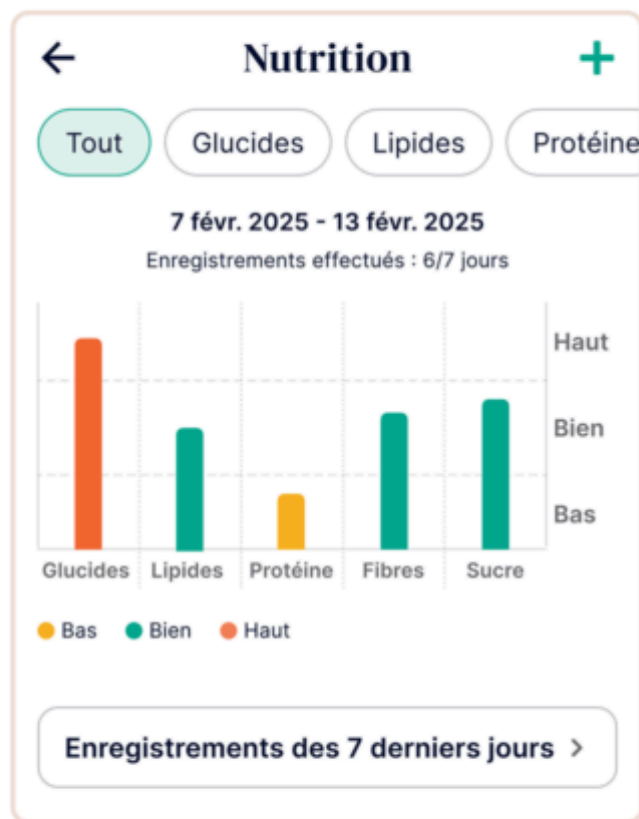 Nutrition
Tout Glucides Lipides Protéine
7 févr. 2025 - 13 févr. 2025
Enregistrements effectués : 6/7 jours
Haut
Bien
Bas
Glucides Lipides Protéine Fibres Sucre
Bas Bien Haut
Enregistrements des 7 derniers jours